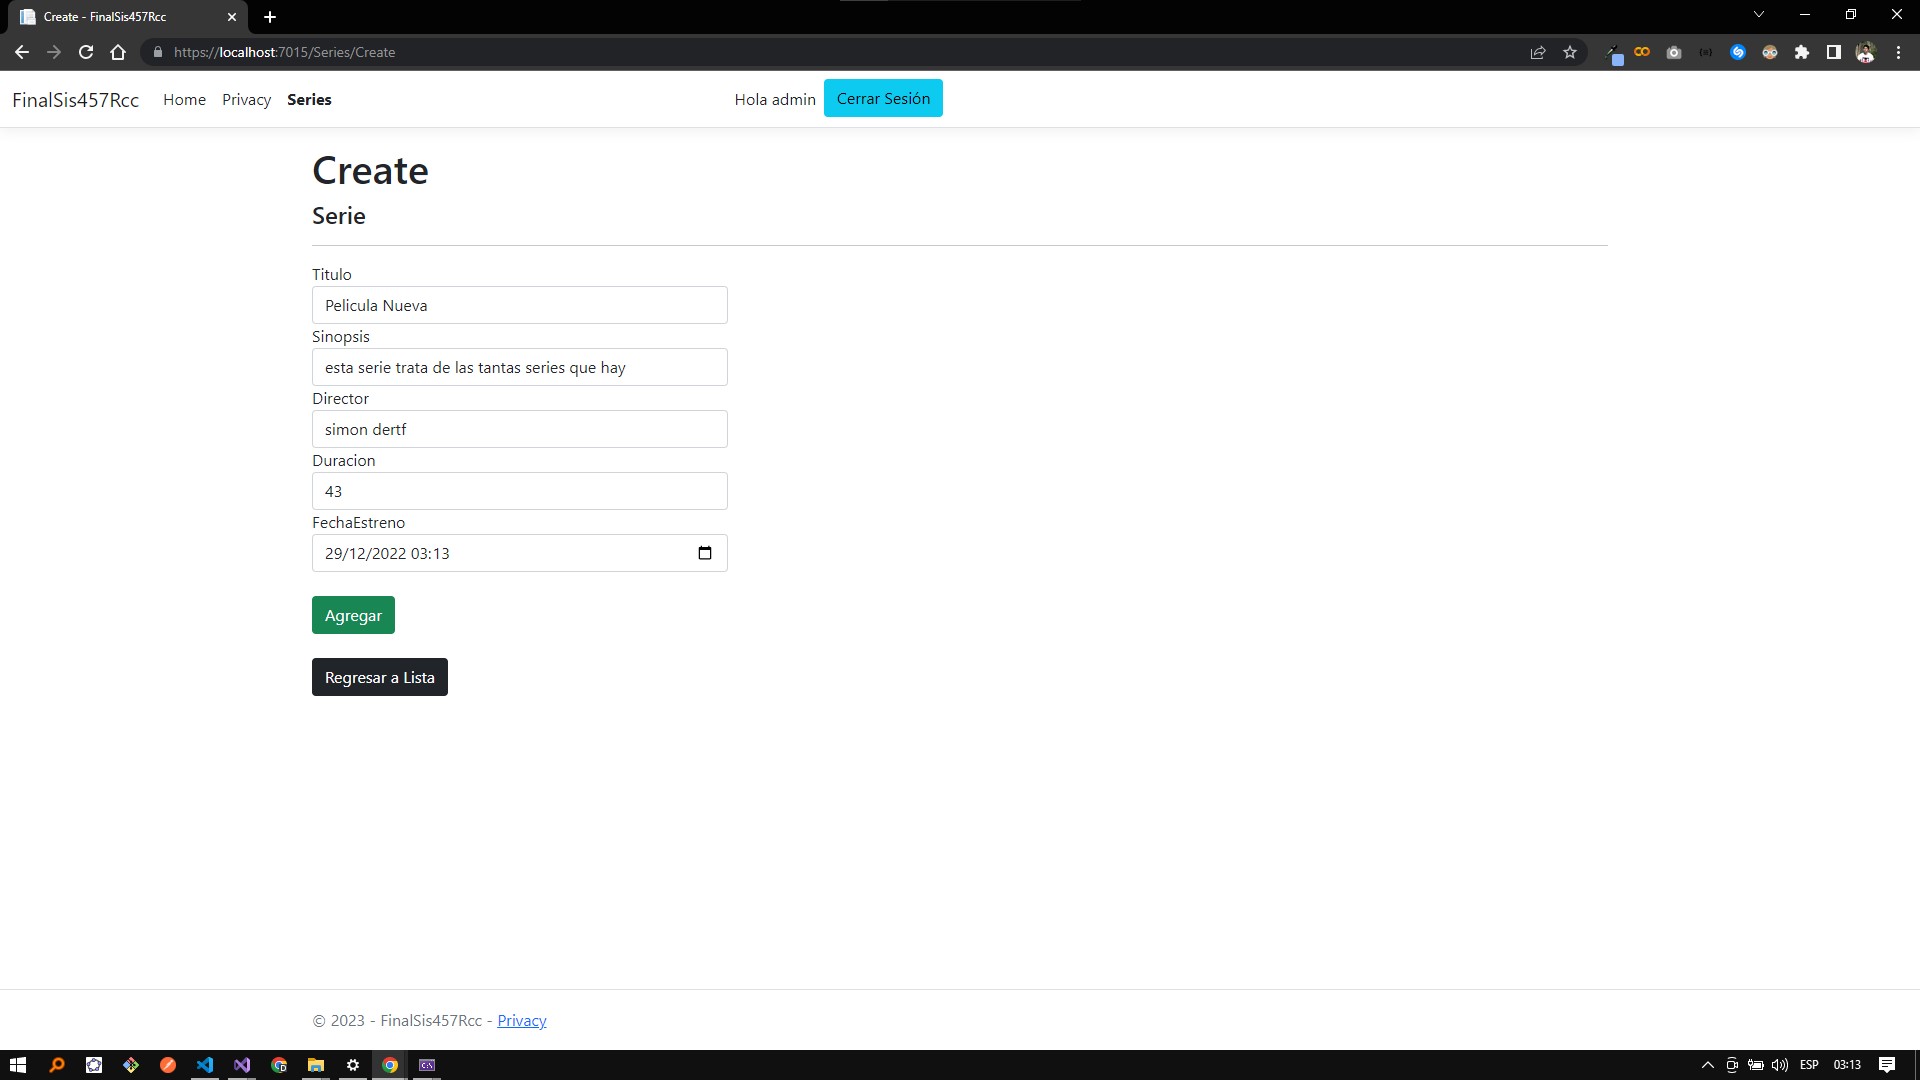 Create - FinalSis457Rcc
https://localhost:7015/Series/Create
FinalSis457Rcc Home Privacy Series Hola admin Cerrar Sesión
Create
Serie
Titulo
Pelicula Nueva
Sinopsis
esta serie trata de las tantas series que hay
Director
simon dertf
Duracion
43
FechaEstreno
29/12/2022 03:13
Agregar
Regresar a Lista
© 2023 - FinalSis457Rcc - Privacy
ESP 03:13